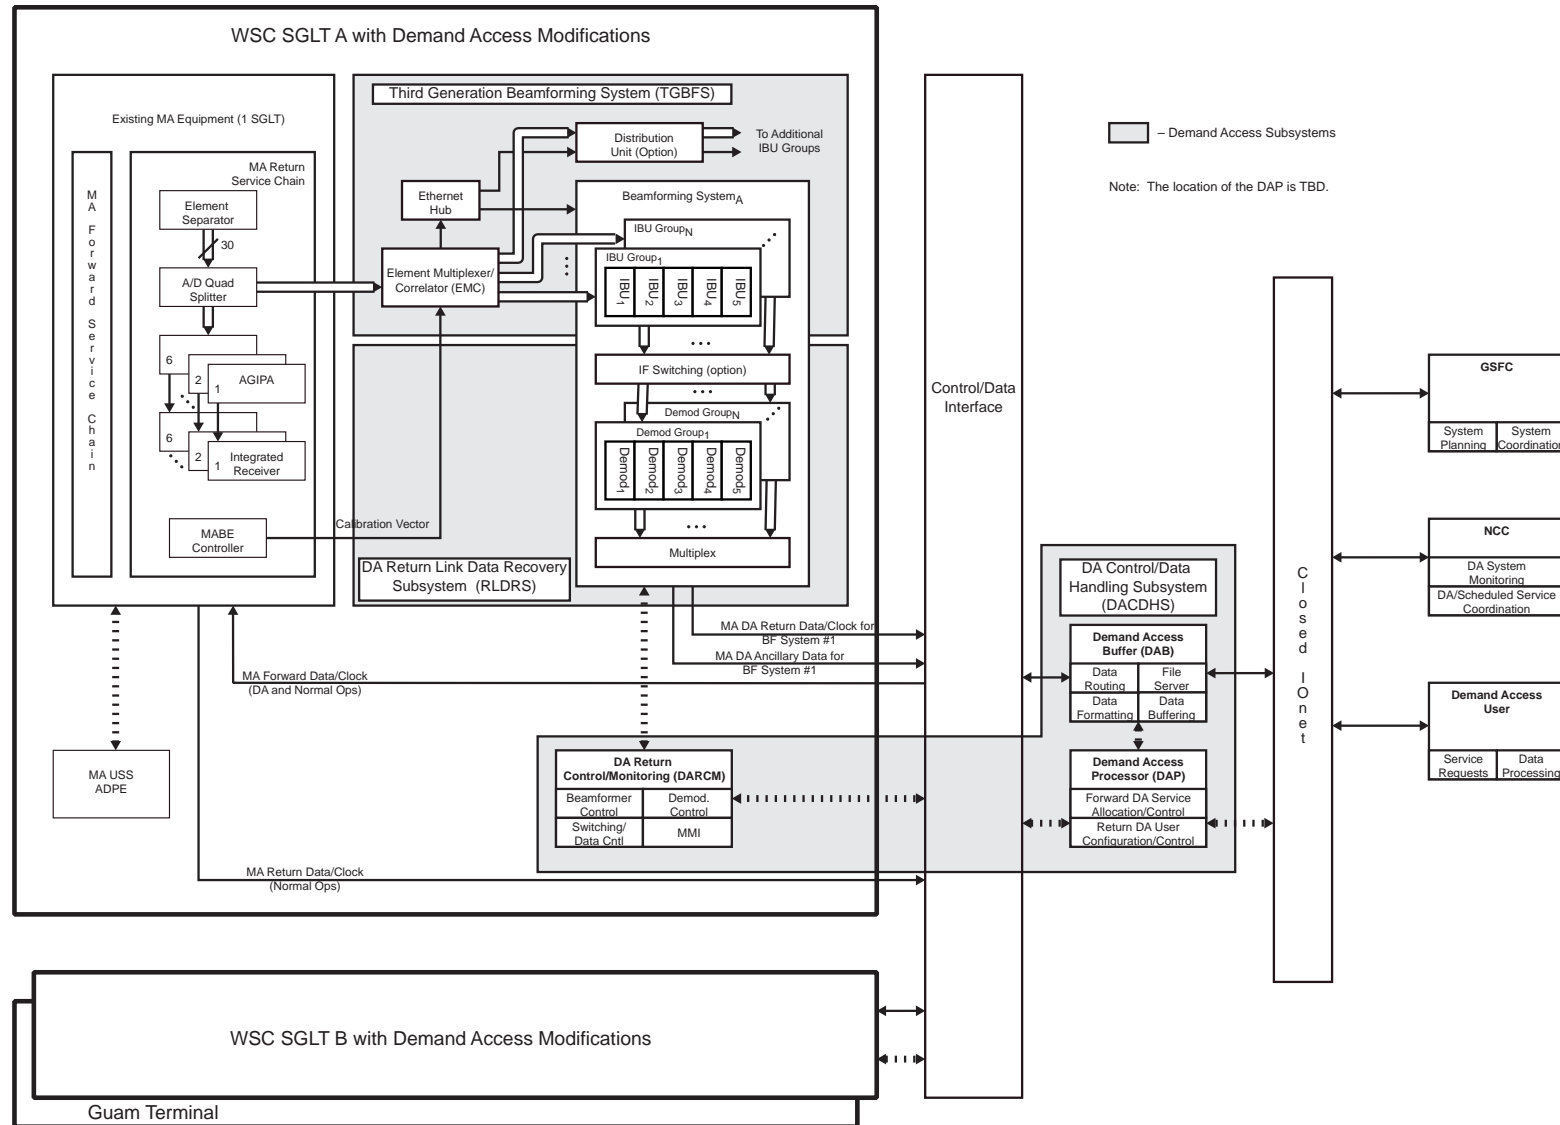 WSC SGLT A with Demand Access Modifications
Existing MA Equipment (1 SGLT)
MA Forward Service Chain
MA Return
Service Chain
Element
Separator
30
A/D Quad
Splitter
6
2
1
AGIPA
6
2
1
Integrated
Receiver
MABE
Controller
Calibration Vector
Third Generation Beamforming System (TGBFS)
Distribution
Unit (Option)
To Additional
IBU Groups
Ethernet
Hub
Element Multiplexer/
Correlator (EMC)
Beamforming SystemA
IBU GroupN
IBU Group1
IBU1
IBU2
IBU3
IBU4
IBU5
IF Switching (option)
Demod GroupN
Demod Group1
Demod1
Demod2
Demod3
Demod4
Demod5
Multiplex
DA Return Link Data Recovery
Subsystem (RLDRS)
MA DA Return Data/Clock for
BF System #1
MA DA Ancillary Data for
BF System #1
MA Forward Data/Clock
(DA and Normal Ops)
MA USS
ADPE
DA Return
Control/Monitoring (DARCM)
Beamformer
Control
Demod.
Control
Switching/
Data Cntl
MMI
MA Return Data/Clock
(Normal Ops)
Control/Data
Interface
– Demand Access Subsystems
Note: The location of the DAP is TBD.
DA Control/Data
Handling Subsystem
(DACDHS)
Demand Access
Buffer (DAB)
Data
Routing
File
Server
Data
Formatting
Data
Buffering
Demand Access
Processor (DAP)
Forward DA Service
Allocation/Control
Return DA User
Configuration/Control
Closed IOnet
GSFC
System
Planning
System
Coordination
NCC
DA System
Monitoring
DA/Scheduled Service
Coordination
Demand Access
User
Service
Requests
Data
Processing
WSC SGLT B with Demand Access Modifications
Guam Terminal